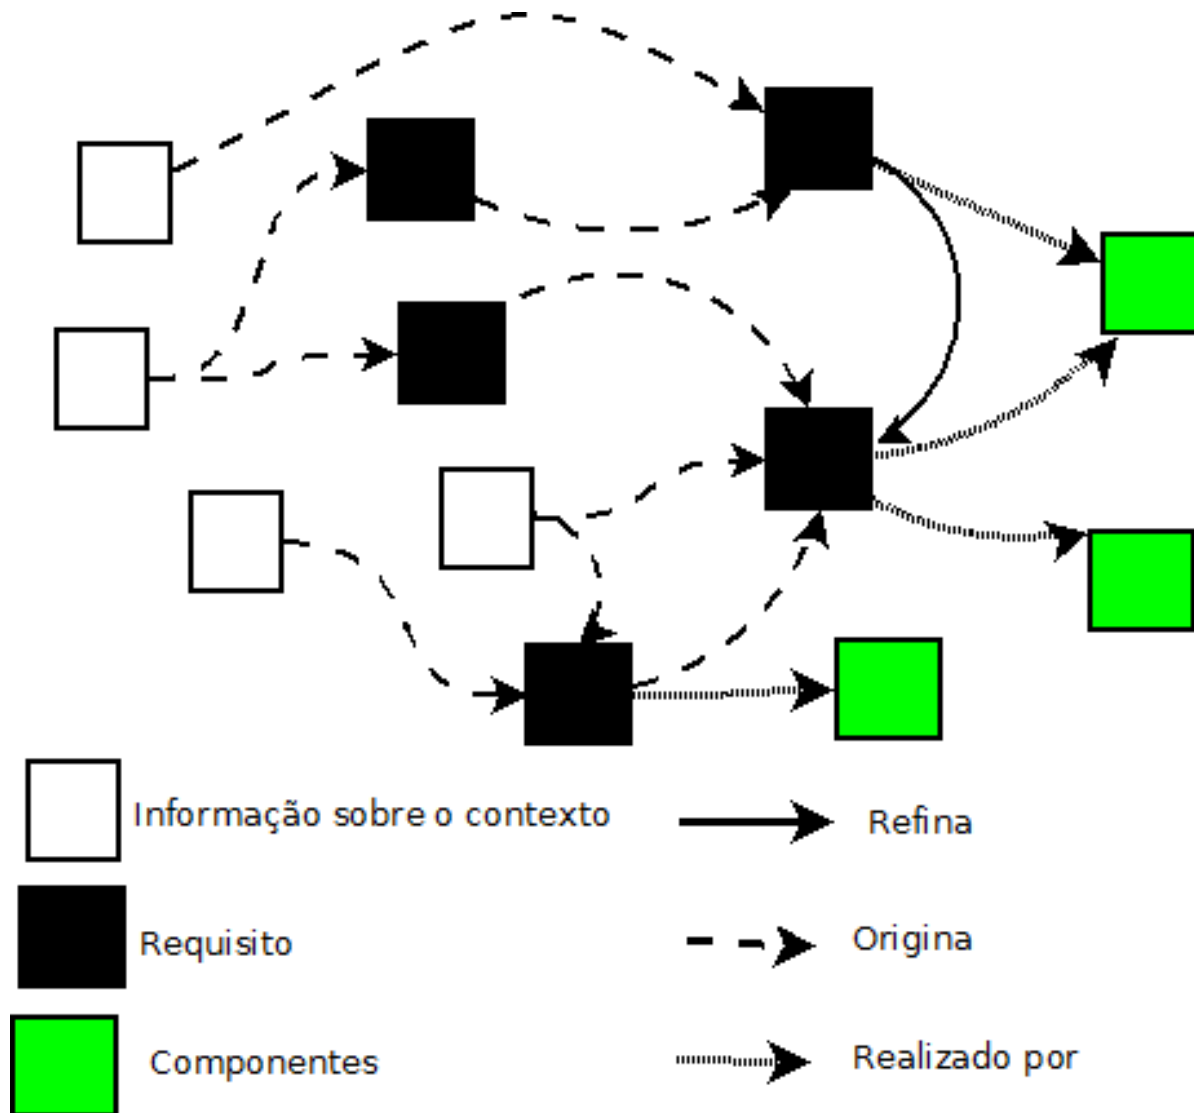 Informação sobre o contexto
Refina
Requisito
Origina
Componentes
Realizado por